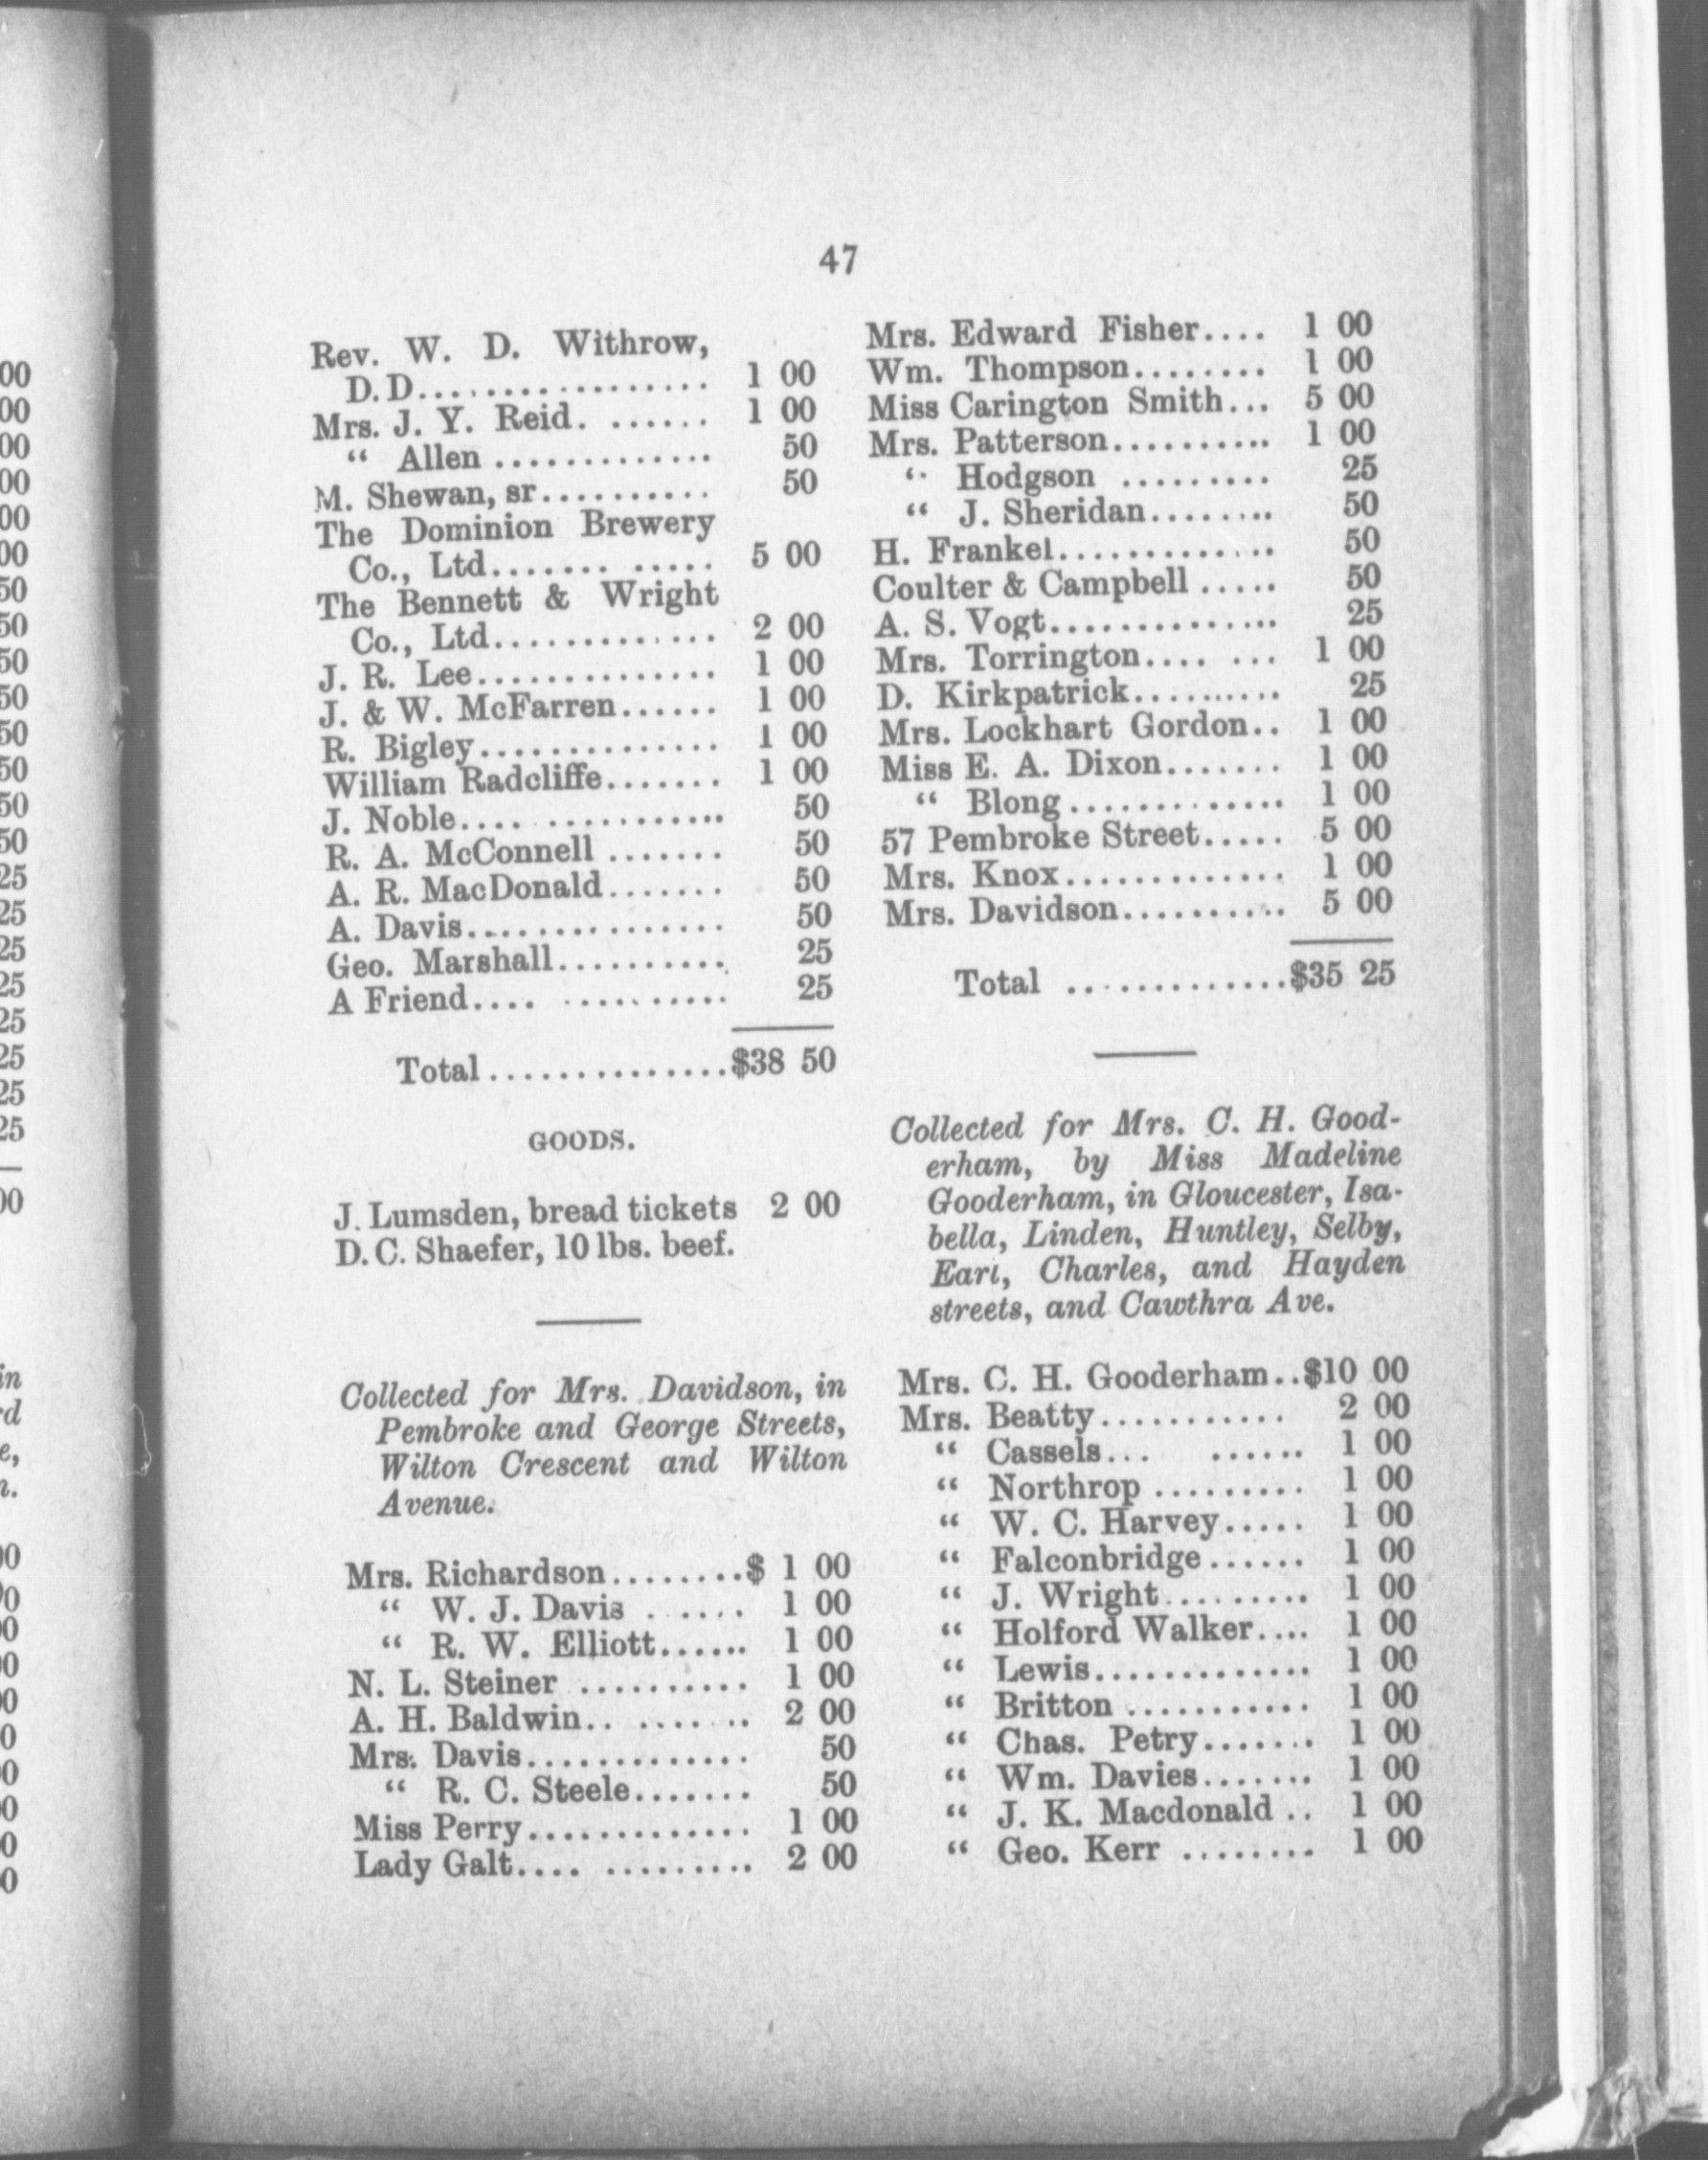 47
Rev. W. D. Withrow,
D.D.................. 1 00
Mrs. J. Y. Reid. ...... 1 00
“ Allen ............. 50
M. Shewan, sr.......... 50
The Dominion Brewery
Co., Ltd....... ..... 5 00
The Bennett & Wright
Co., Ltd............. 2 00
J. R. Lee.............. 1 00
J. & W. McFarren...... 1 00
R. Bigley.............. 1 00
William Radcliffe....... 1 00
J. Noble.... ........... 50
R. A. McConnell ....... 50
A. R. MacDonald....... 50
A. Davis............... 50
Geo. Marshall.......... 25
A Friend.... .......... 25
Total..............$38 50
GOODS.
J. Lumsden, bread tickets 2 00
D. C. Shaefer, 10 lbs. beef.
Collected for Mrs. Davidson, in
Pembroke and George Streets,
Wilton Crescent and Wilton
Avenue.
Mrs. Richardson........$ 1 00
“ W. J. Davis ...... 1 00
“ R. W. Elliott...... 1 00
N. L. Steiner .......... 1 00
A. H. Baldwin.. ....... 2 00
Mrs. Davis............. 50
“ R. C. Steele....... 50
Miss Perry............. 1 00
Lady Galt.... ......... 2 00
Mrs. Edward Fisher.... 1 00
Wm. Thompson........ 1 00
Miss Carington Smith... 5 00
Mrs. Patterson.......... 1 00
“ Hodgson ......... 25
“ J. Sheridan........ 50
H. Frankel............. 50
Coulter & Campbell ..... 50
A. S. Vogt.............. 25
Mrs. Torrington.... ... 1 00
D. Kirkpatrick.......... 25
Mrs. Lockhart Gordon.. 1 00
Miss E. A. Dixon....... 1 00
“ Blong ............. 1 00
57 Pembroke Street..... 5 00
Mrs. Knox............. 1 00
Mrs. Davidson.......... 5 00
Total .............$35 25
Collected for Mrs. C. H. Good-
erham, by Miss Madeline
Gooderham, in Gloucester, Isa-
bella, Linden, Huntley, Selby,
Earl, Charles, and Hayden
streets, and Cawthra Ave.
Mrs. C. H. Gooderham..$10 00
Mrs. Beatty........... 2 00
“ Cassels... ...... 1 00
“ Northrop ......... 1 00
“ W. C. Harvey..... 1 00
“ Falconbridge...... 1 00
“ J. Wright......... 1 00
“ Holford Walker.... 1 00
“ Lewis............. 1 00
“ Britton ........... 1 00
“ Chas. Petry....... 1 00
“ Wm. Davies....... 1 00
“ J. K. Macdonald .. 1 00
“ Geo. Kerr ........ 1 00